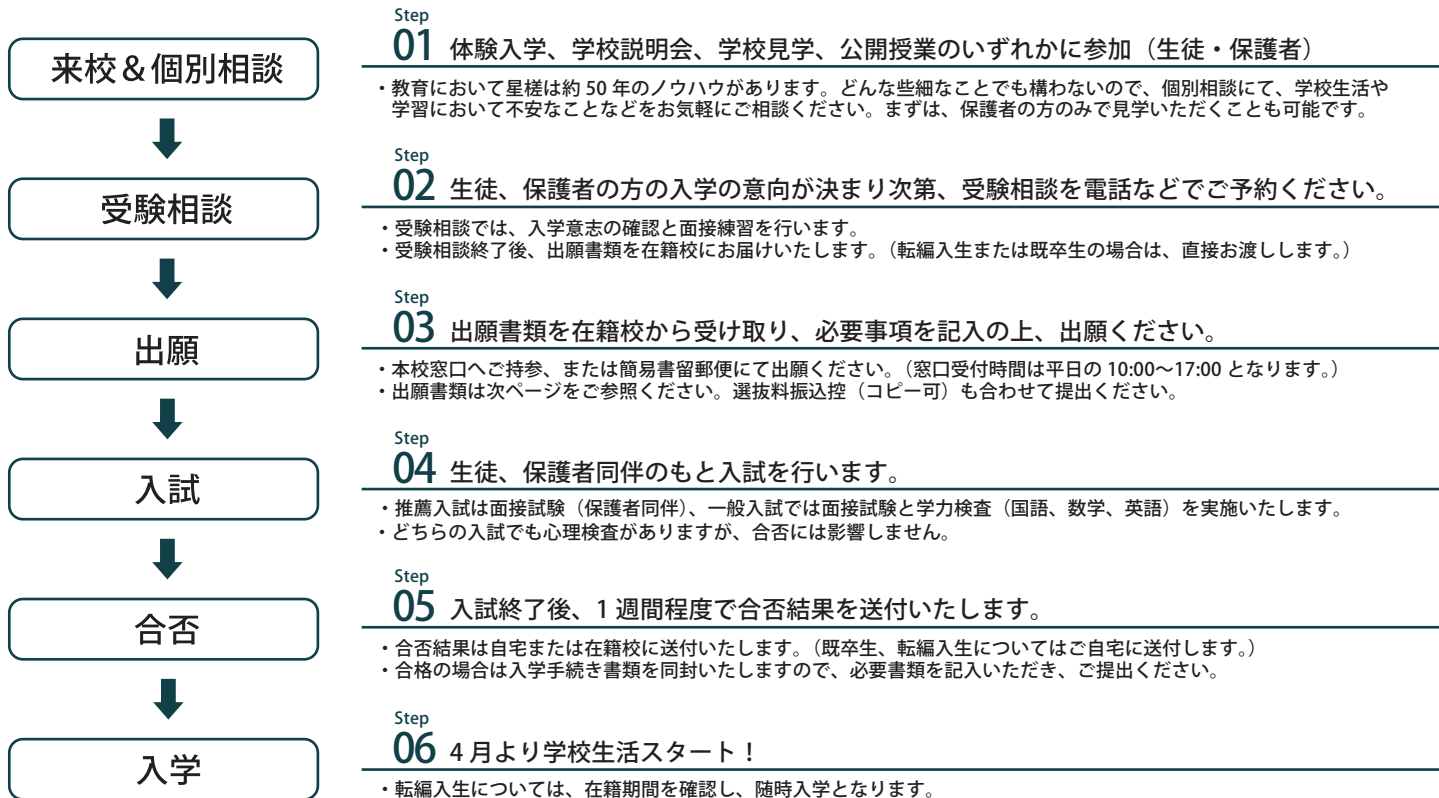 来校＆個別相談
Step
01 体験入学、学校説明会、学校見学、公開授業のいずれかに参加（生徒・保護者）
・教育において星槎は約 50 年のノウハウがあります。どんな些細なことでも構わないので、個別相談にて、学校生活や
学習において不安なことなどをお気軽にご相談ください。まずは、保護者の方のみで見学いただくことも可能です。
受験相談
Step
02 生徒、保護者の方の入学の意向が決まり次第、受験相談を電話などでご予約ください。
・受験相談では、入学意志の確認と面接練習を行います。
・受験相談終了後、出願書類を在籍校にお届けいたします。（転編入生または既卒生の場合は、直接お渡しします。）
出願
Step
03 出願書類を在籍校から受け取り、必要事項を記入の上、出願ください。
・本校窓口へご持参、または簡易書留郵便にて出願ください。（窓口受付時間は平日の 10:00～17:00 となります。）
・出願書類は次ページをご参照ください。選抜料振込控（コピー可）も合わせて提出ください。
入試
Step
04 生徒、保護者同伴のもと入試を行います。
・推薦入試は面接試験（保護者同伴）、一般入試では面接試験と学力検査（国語、数学、英語）を実施いたします。
・どちらの入試でも心理検査がありますが、合否には影響しません。
合否
Step
05 入試終了後、1 週間程度で合否結果を送付いたします。
・合否結果は自宅または在籍校に送付いたします。（既卒生、転編入生についてはご自宅に送付します。）
・合格の場合は入学手続き書類を同封いたしますので、必要書類を記入いただき、ご提出ください。
入学
Step
06 4 月より学校生活スタート！
・転編入生については、在籍期間を確認し、随時入学となります。